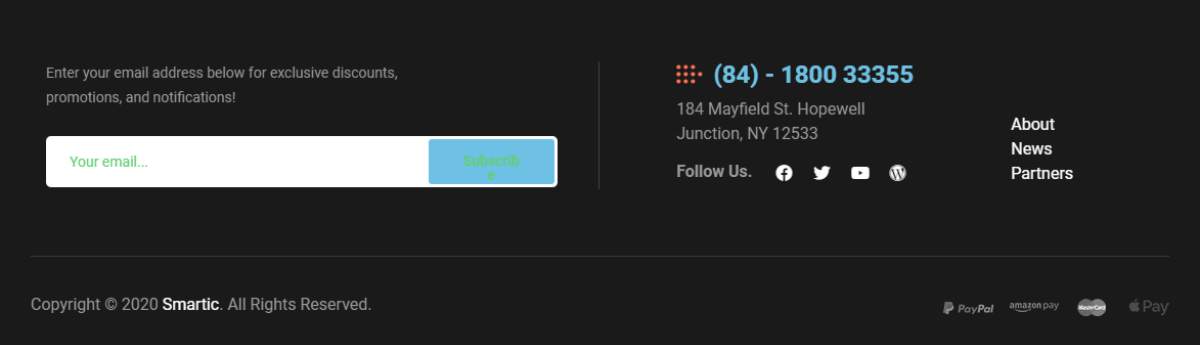 Enter your email address below for exclusive discounts,
promotions, and notifications!
Your email...
Subscrib
e
(84) - 1800 33355
184 Mayfield St. Hopewell
Junction, NY 12533
Follow Us.
About
News
Partners
Copyright © 2020 Smartic. All Rights Reserved.
PayPal
amazon pay
MasterCard
Pay